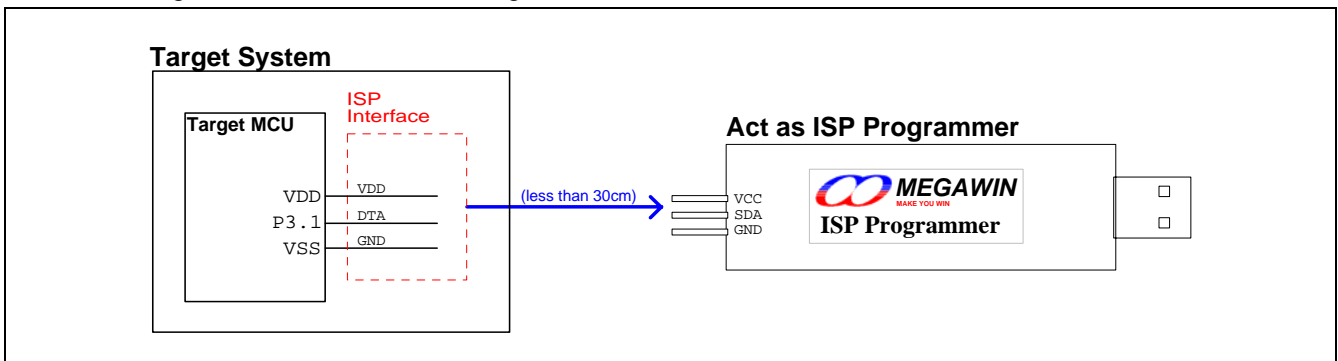 Target System
ISP
Interface
Target MCU
VDD
VDD
P3.1
DTA
VSS
GND
(less than 30cm)
Act as ISP Programmer
VCC
SDA
GND
MEGAWIN
MAKE YOU WIN
ISP Programmer